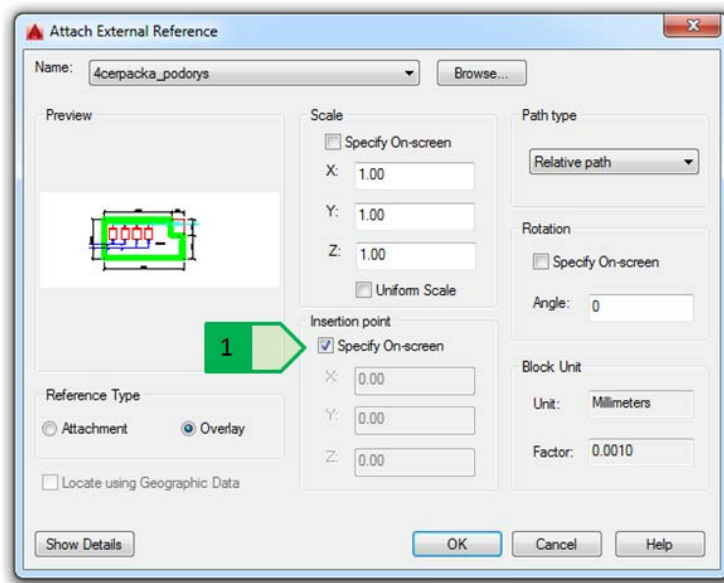 Attach External Reference
Name: 4cerpacka_podorys Browse...
Preview
Scale
Specify On-screen
X: 1.00
Y: 1.00
Z: 1.00
Uniform Scale
Path type
Relative path
Rotation
Specify On-screen
Angle: 0
1
Insertion point
Specify On-screen
X: 0.00
Y: 0.00
Z: 0.00
Reference Type
Attachment Overlay
Locate using Geographic Data
Block Unit
Unit: Millimeters
Factor: 0.0010
Show Details OK Cancel Help